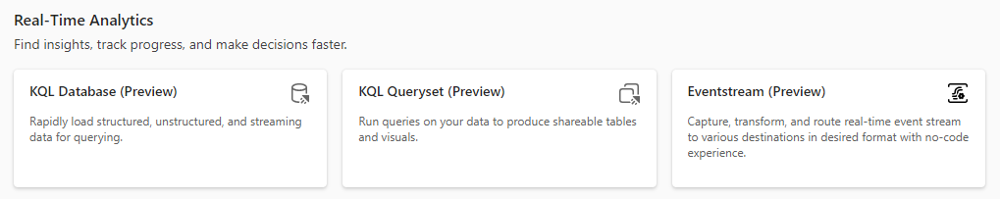 Real-Time Analytics
Find insights, track progress, and make decisions faster.
KQL Database (Preview)
Rapidly load structured, unstructured, and streaming
data for querying.
KQL Queryset (Preview)
Run queries on your data to produce shareable tables
and visuals.
Eventstream (Preview)
Capture, transform, and route real-time event stream
to various destinations in desired format with no-code
experience.